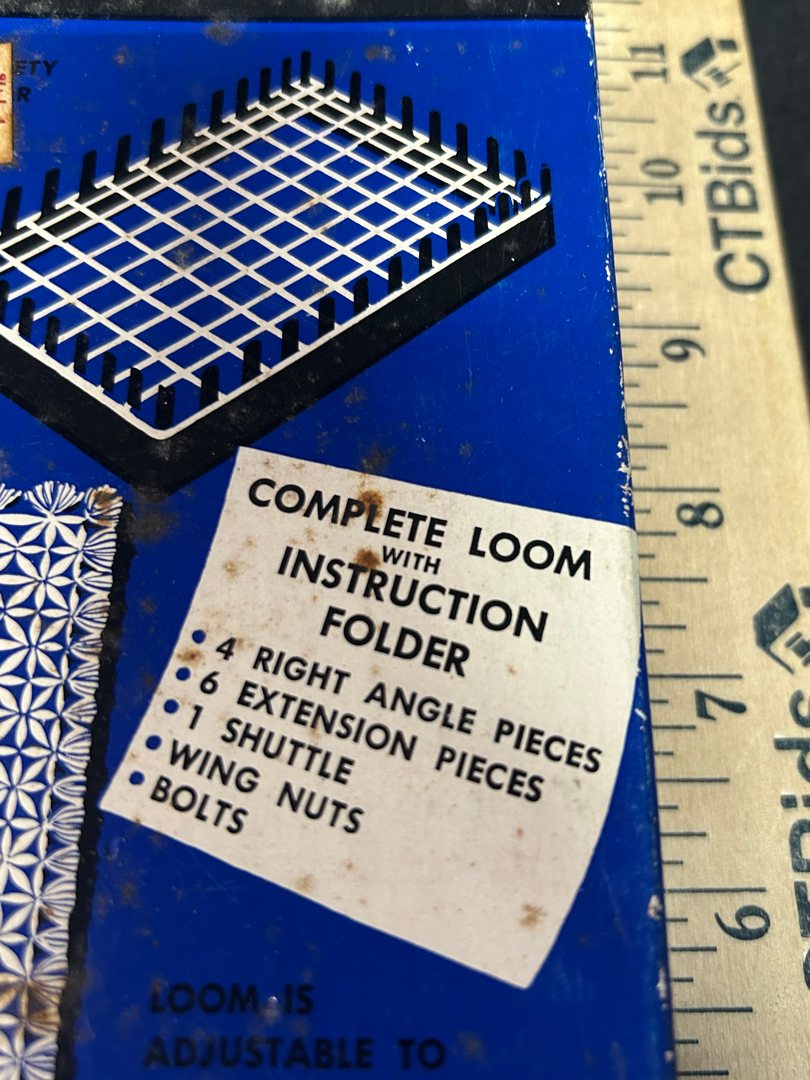 ETY
R
COMPLETE LOOM
WITH
INSTRUCTION
FOLDER
• 4 RIGHT ANGLE PIECES
• 6 EXTENSION PIECES
• 1 SHUTTLE
• WING NUTS
• BOLTS
LOOM IS
ADJUSTABLE TO
11
10
9
8
7
6
CTBids